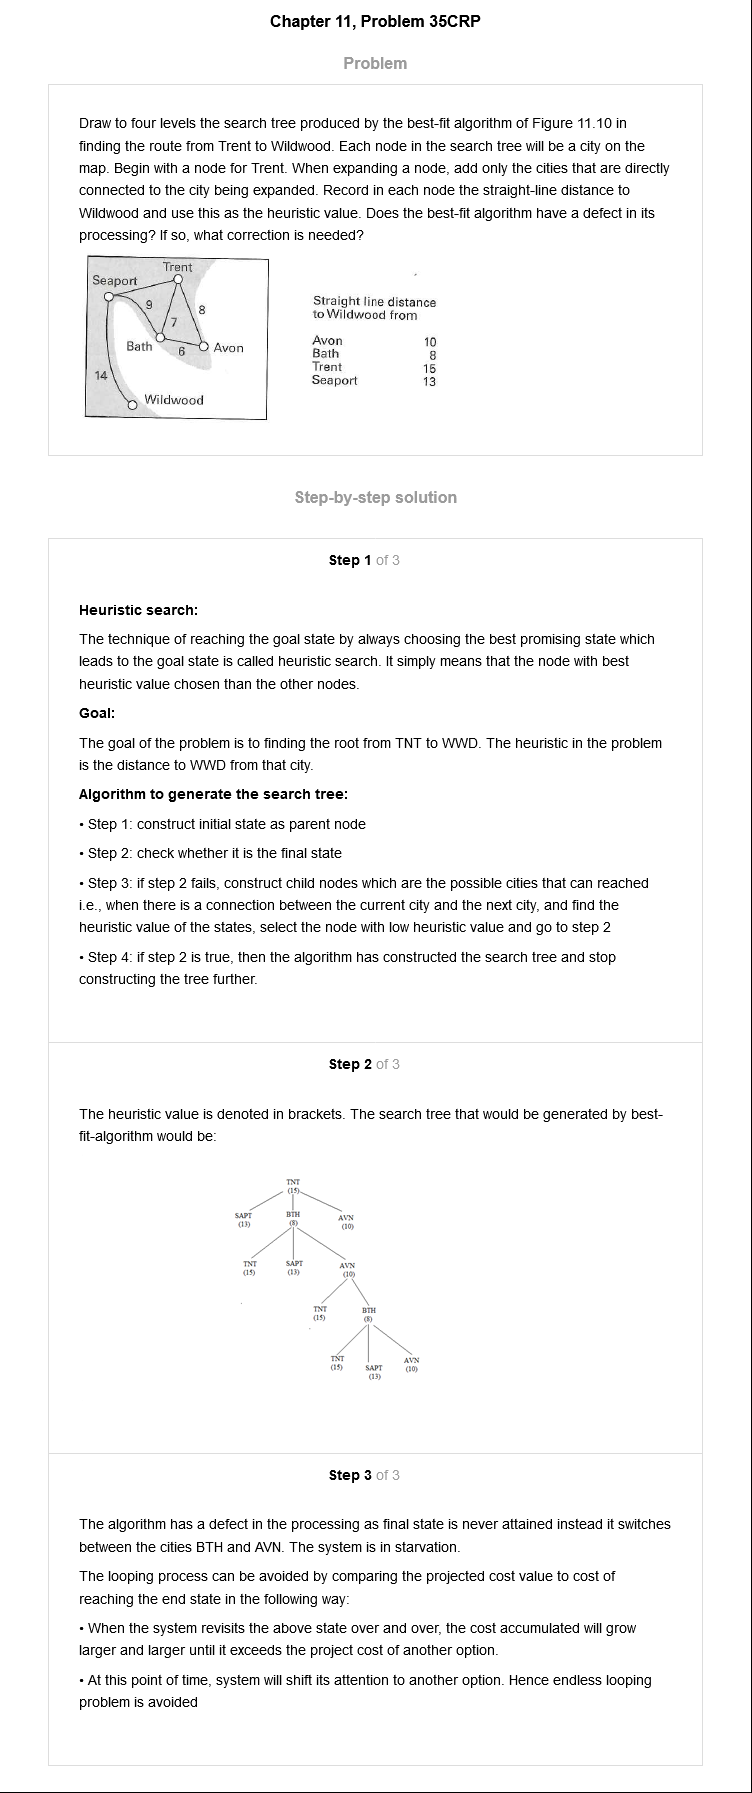 Chapter 11, Problem 35CRP
Problem
Draw to four levels the search tree produced by the best-fit algorithm of Figure 11.10 in
finding the route from Trent to Wildwood. Each node in the search tree will be a city on the
map. Begin with a node for Trent. When expanding a node, add only the cities that are directly
connected to the city being expanded. Record in each node the straight-line distance to
Wildwood and use this as the heuristic value. Does the best-fit algorithm have a defect in its
processing? If so, what correction is needed?
Trent
Seaport
9
8
7
Bath
6
Avon
14
Wildwood
Straight line distance
to Wildwood from
Avon 10
Bath 8
Trent 15
Seaport 13
Step-by-step solution
Step 1 of 3
Heuristic search:
The technique of reaching the goal state by always choosing the best promising state which
leads to the goal state is called heuristic search. It simply means that the node with best
heuristic value chosen than the other nodes.
Goal:
The goal of the problem is to finding the root from TNT to WWD. The heuristic in the problem
is the distance to WWD from that city.
Algorithm to generate the search tree:
• Step 1: construct initial state as parent node
• Step 2: check whether it is the final state
• Step 3: if step 2 fails, construct child nodes which are the possible cities that can reached
i.e., when there is a connection between the current city and the next city, and find the
heuristic value of the states, select the node with low heuristic value and go to step 2
• Step 4: if step 2 is true, then the algorithm has constructed the search tree and stop
constructing the tree further.
Step 2 of 3
The heuristic value is denoted in brackets. The search tree that would be generated by best-
fit-algorithm would be:
TNT
(15)
SAPT BTH AVN
(13) (8) (10)
TNT SAPT AVN
(15) (13) (10)
TNT BTH
(15) (8)
TNT SAPT AVN
(15) (13) (10)
Step 3 of 3
The algorithm has a defect in the processing as final state is never attained instead it switches
between the cities BTH and AVN. The system is in starvation.
The looping process can be avoided by comparing the projected cost value to cost of
reaching the end state in the following way:
• When the system revisits the above state over and over, the cost accumulated will grow
larger and larger until it exceeds the project cost of another option.
• At this point of time, system will shift its attention to another option. Hence endless looping
problem is avoided